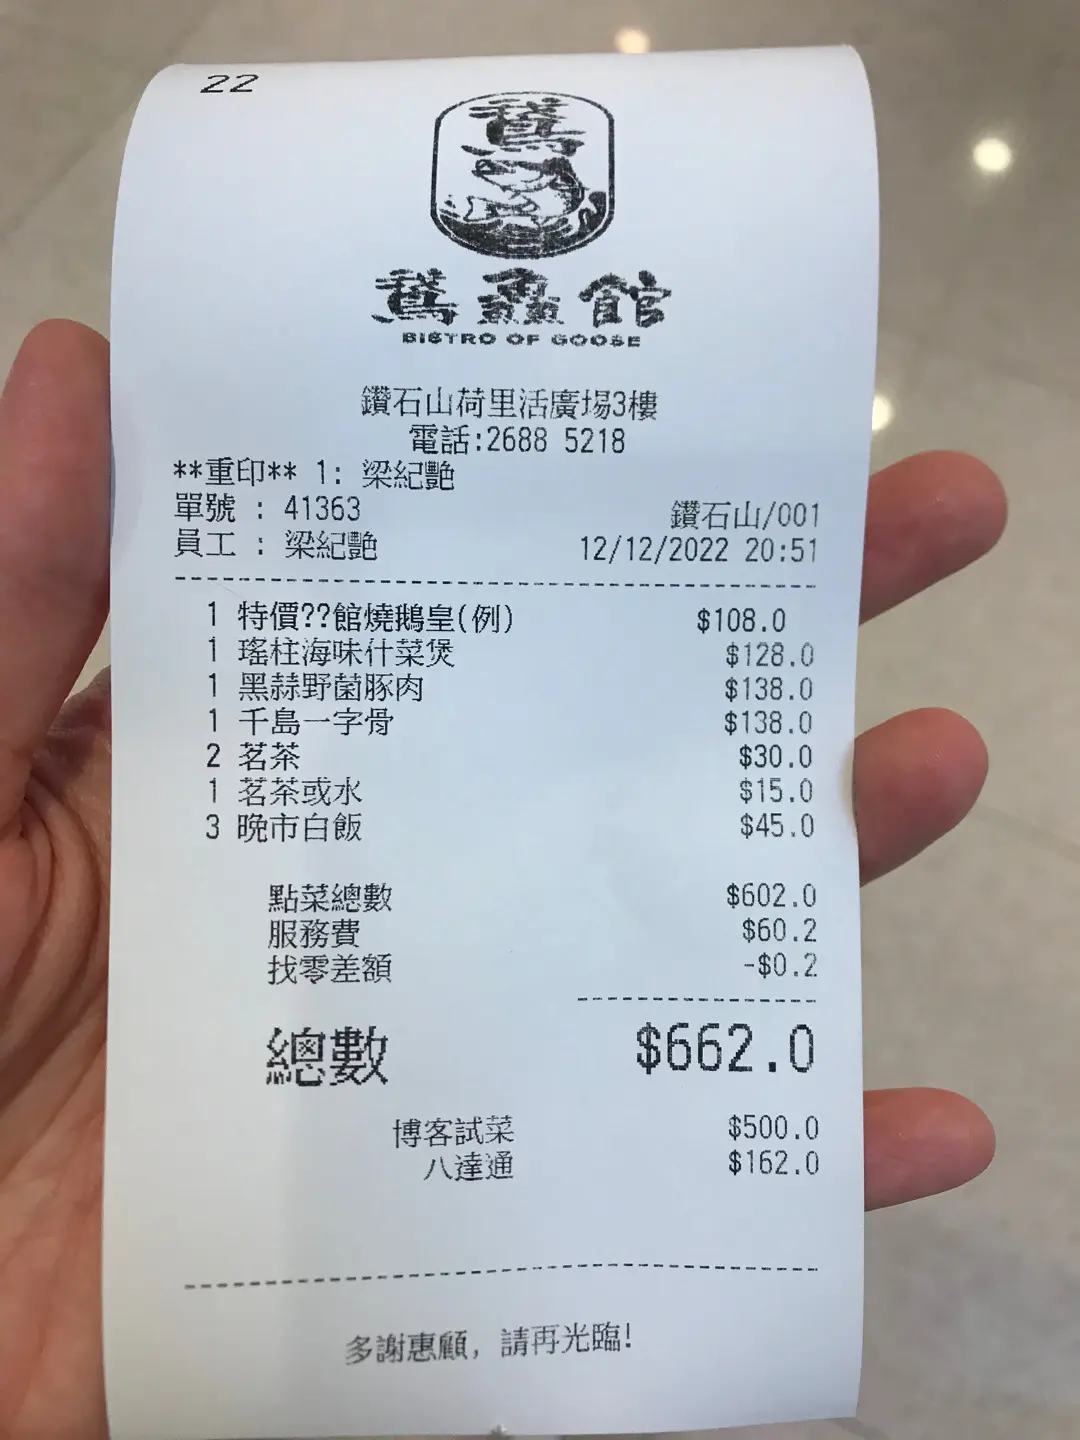 22
鵝鱻館
BISTRO OF GOOSE
鑽石山荷里活廣場3樓
電話:2688 5218
**重印** 1: 梁紀艷
單號 : 41363 鑽石山/001
員工 : 梁紀艷 12/12/2022 20:51
1 特價??館燒鵝皇(例) $108.0
1 瑤柱海味什菜煲 $128.0
1 黑蒜野菌豚肉 $138.0
1 千島一字骨 $138.0
2 茗茶 $30.0
1 茗茶或水 $15.0
3 晚市白飯 $45.0
點菜總數 $602.0
服務費 $60.2
找零差額 -$0.2
總數 $662.0
博客試菜 $500.0
八達通 $162.0
多謝惠顧, 請再光臨!